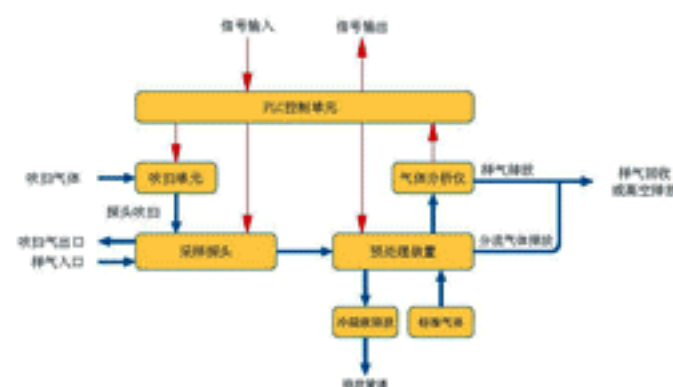 信号输入
信号输出
PLC控制单元
吹扫气体
吹扫单元
气体分析仪
样气排放
样气回收
或高空排放
探头吹扫
吹扫气出口
样气入口
采样探头
预处理装置
分流气体排放
冷凝液排放
标准气体